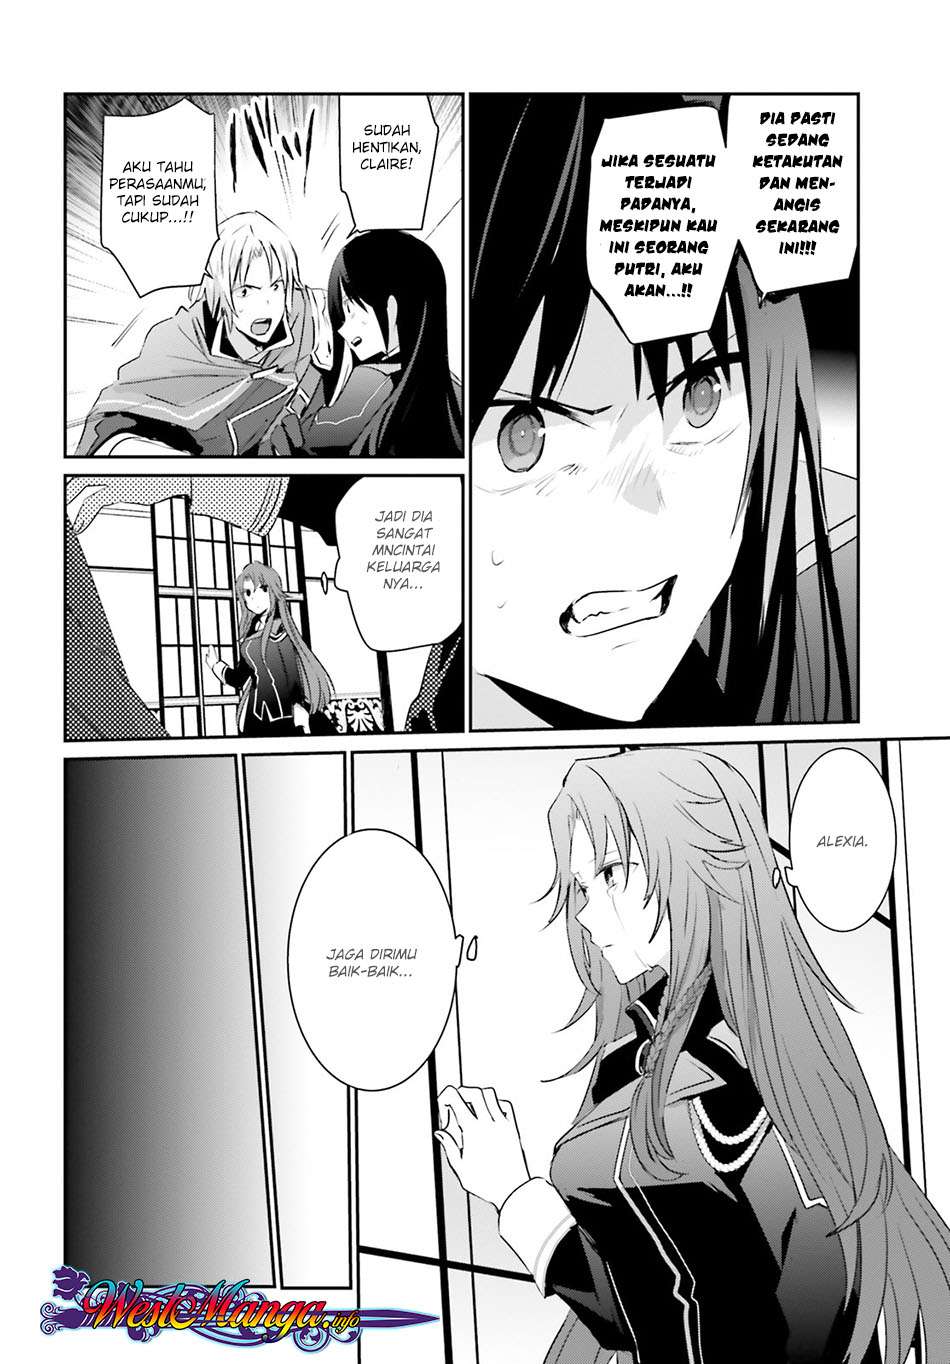 DIA PASTI
SEDANG
KETAKUTAN
DAN MEN-
ANGIS
SEKARANG
INI!!!
JIKA SESUATU
TERJADI
PADANYA,
MESKIPUN KAU
INI SEORANG
PUTRI, AKU
AKAN...!!
SUDAH
HENTIKAN,
CLAIRE!
AKU TAHU
PERASAANMU,
TAPI SUDAH
CUKUP...!!
JADI DIA
SANGAT
MNCINTAI
KELUARGA
NYA...
ALEXIA.
JAGA DIRIMU
BAIK-BAIK...
WestManga.info